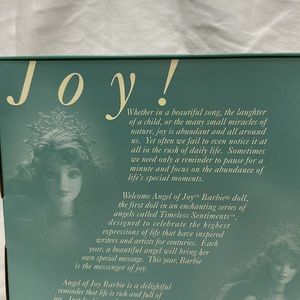 Joy!
Whether in a beautiful song, the laughter
of a child, or the many small miracles of
nature, joy is abundant and all around
us. Yet often we fail to even notice it at
all in the rush of daily life. Sometimes
we need only a reminder to pause for a
minute and focus on the abundance of
life's special moments.
Welcome Angel of Joy™ Barbie® doll,
the first doll in an enchanting series of
angels called Timeless Sentiments™,
designed to celebrate the highest
expressions of life that have inspired
writers and artists for centuries. Each
year, a beautiful angel will bring her
own special message. This year, Barbie
is the messenger of joy.
Angel of Joy Barbie is a delightful
reminder that life is rich and full of